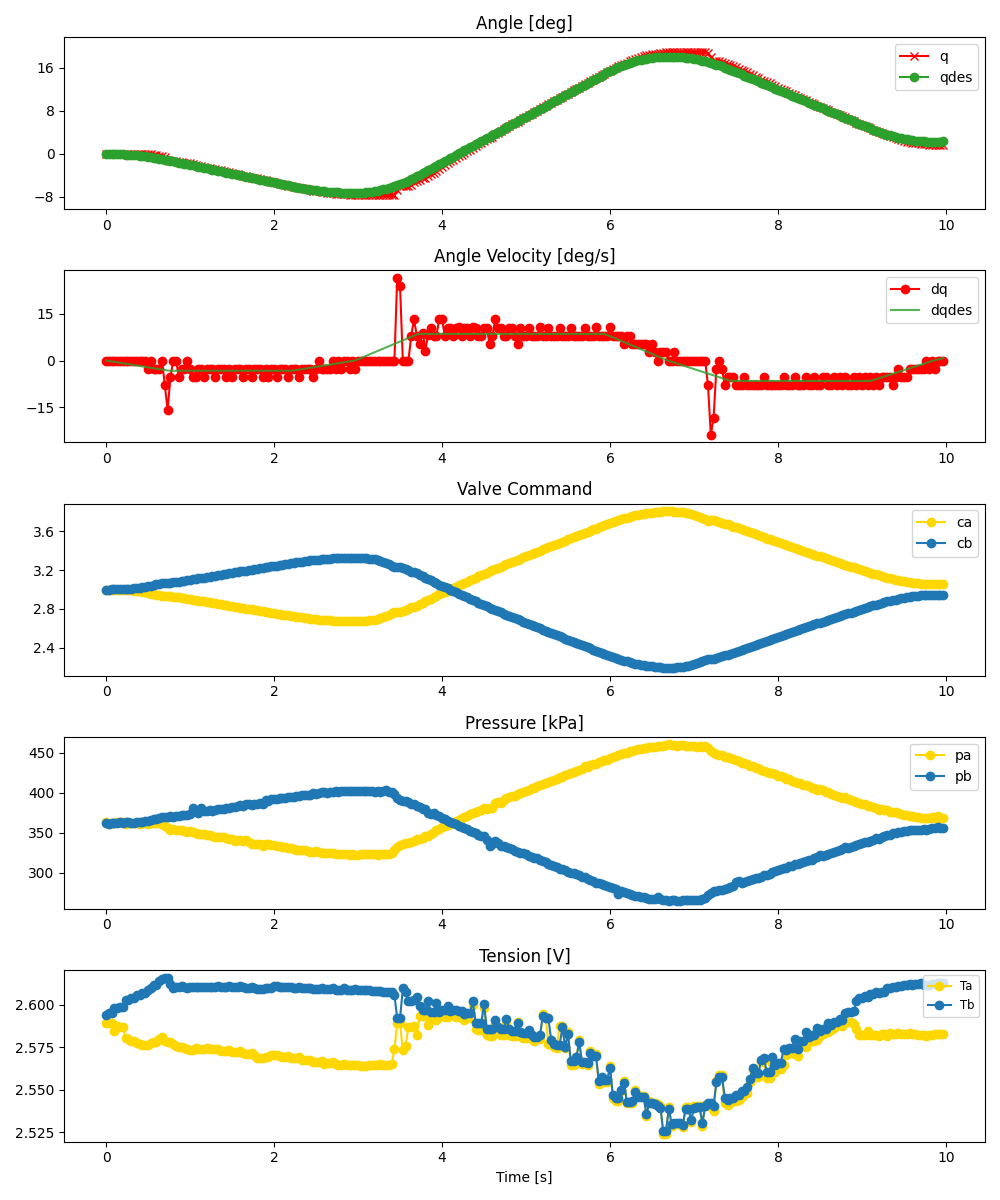 Angle [deg]
16
8
0
−8
q
qdes
0 2 4 6 8 10
Angle Velocity [deg/s]
15
0
−15
dq
dqdes
0 2 4 6 8 10
Valve Command
3.6
3.2
2.8
2.4
ca
cb
0 2 4 6 8 10
Pressure [kPa]
450
400
350
300
pa
pb
0 2 4 6 8 10
Tension [V]
2.600
2.575
2.550
2.525
Ta
Tb
0 2 4 6 8 10
Time [s]